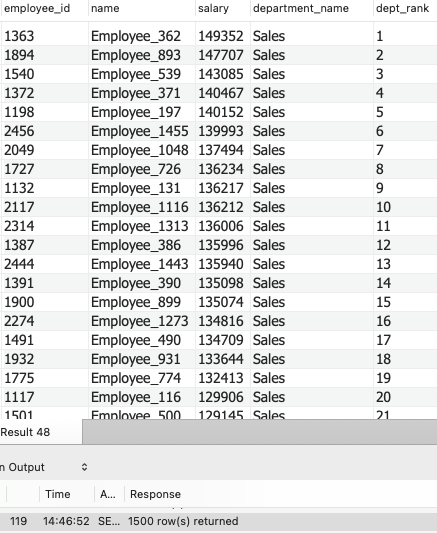 employee_id name salary department_name dept_rank
1363 Employee_362 149352 Sales 1
1894 Employee_893 147707 Sales 2
1540 Employee_539 143085 Sales 3
1372 Employee_371 140467 Sales 4
1198 Employee_197 140152 Sales 5
2456 Employee_1455 139993 Sales 6
2049 Employee_1048 137494 Sales 7
1727 Employee_726 136234 Sales 8
1132 Employee_131 136217 Sales 9
2117 Employee_1116 136212 Sales 10
2314 Employee_1313 136006 Sales 11
1387 Employee_386 135996 Sales 12
2444 Employee_1443 135940 Sales 13
1391 Employee_390 135098 Sales 14
1900 Employee_899 135074 Sales 15
2274 Employee_1273 134816 Sales 16
1491 Employee_490 134709 Sales 17
1932 Employee_931 133644 Sales 18
1775 Employee_774 132413 Sales 19
1117 Employee_116 129906 Sales 20
1501 Employee_500 129145 Sales 21
Result 48
n Output
Time A... Response
119 14:46:52 SE... 1500 row(s) returned